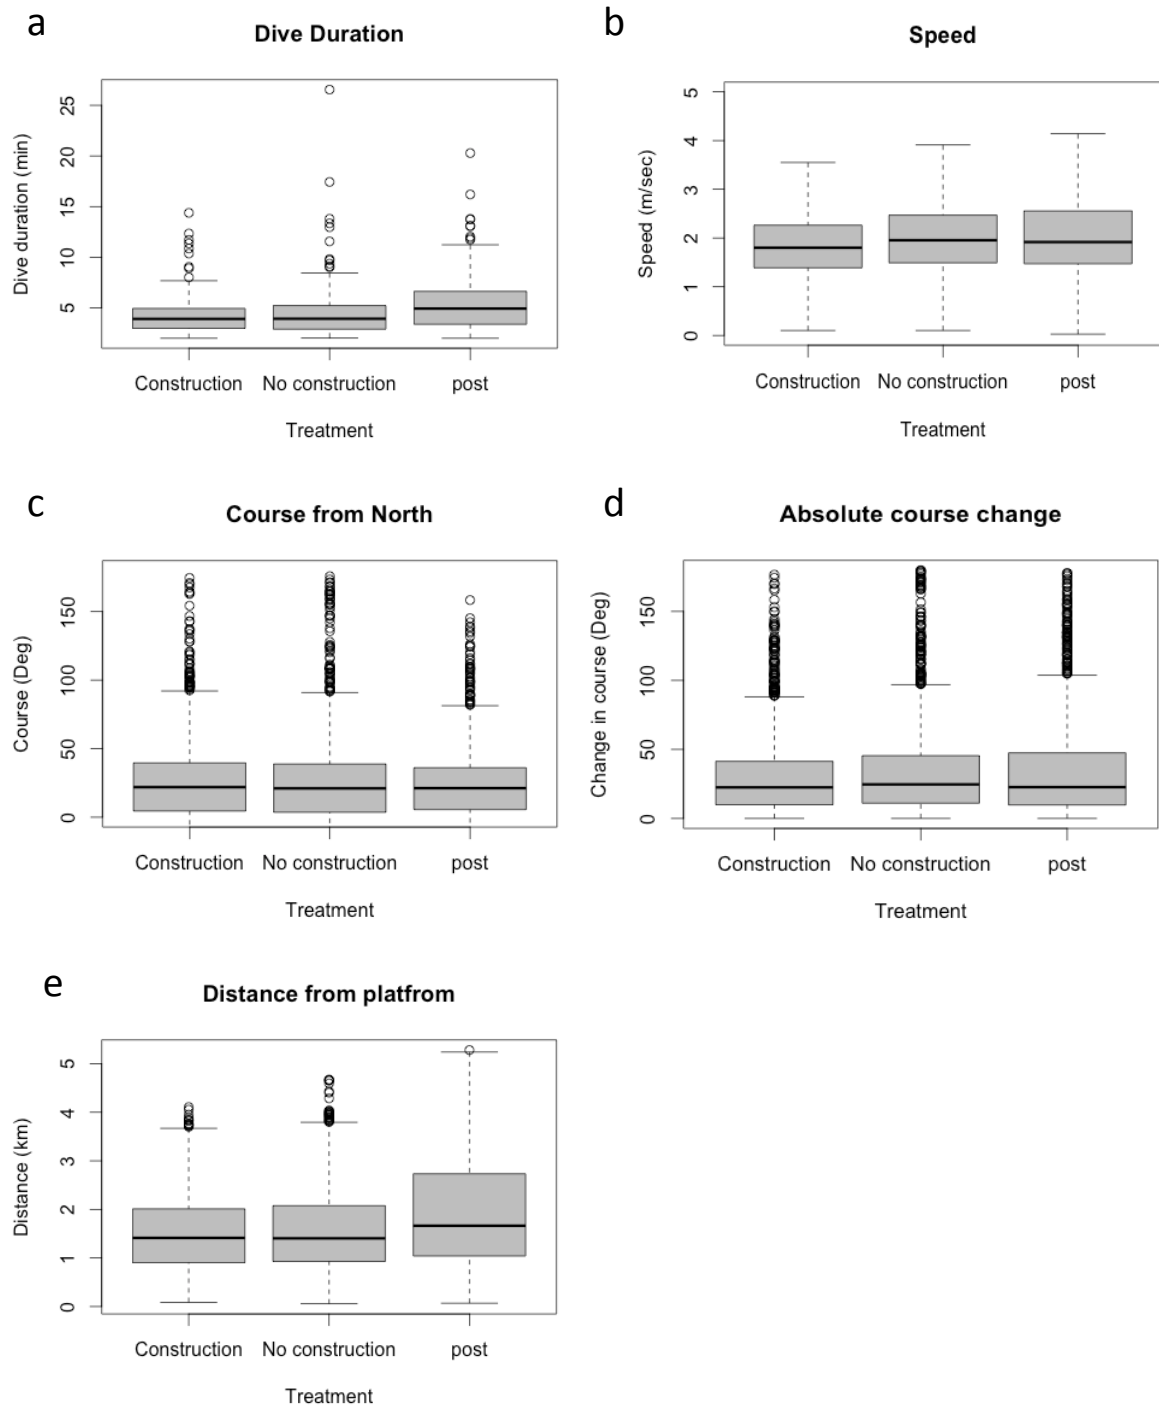 a
Dive Duration
Dive duration (min)
25
20
15
10
5
Construction No construction post
Treatment
b
Speed
Speed (m/sec)
5
4
3
2
1
0
Construction No construction post
Treatment
c
Course from North
Course (Deg)
150
100
50
0
Construction No construction post
Treatment
d
Absolute course change
Change in course (Deg)
150
100
50
0
Construction No construction post
Treatment
e
Distance from platfrom
Distance (km)
5
4
3
2
1
0
Construction No construction post
Treatment